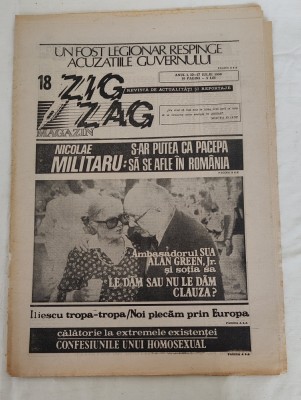 UN FOST LEGIONAR RESPINGE
ACUZATIILE GUVERNULUI
18
ZIG
ZAG
MAGAZIN
REVISTA DE ACTUALITĂȚI ȘI REPORTAJE
NICOLAE
MILITARU:
S-AR PUTEA CA PACEPA
SĂ SE AFLE ÎN ROMÂNIA
Ambasadorul SUA
ALAN GREEN, Jr.
și soția sa
LE DĂM SAU NU LE DĂM
CLAUZA?
Iliescu tropa-tropa/Noi plecăm prin Europa
călătorie la extremele existenței
CONFESIUNILE UNUI HOMOSEXUAL